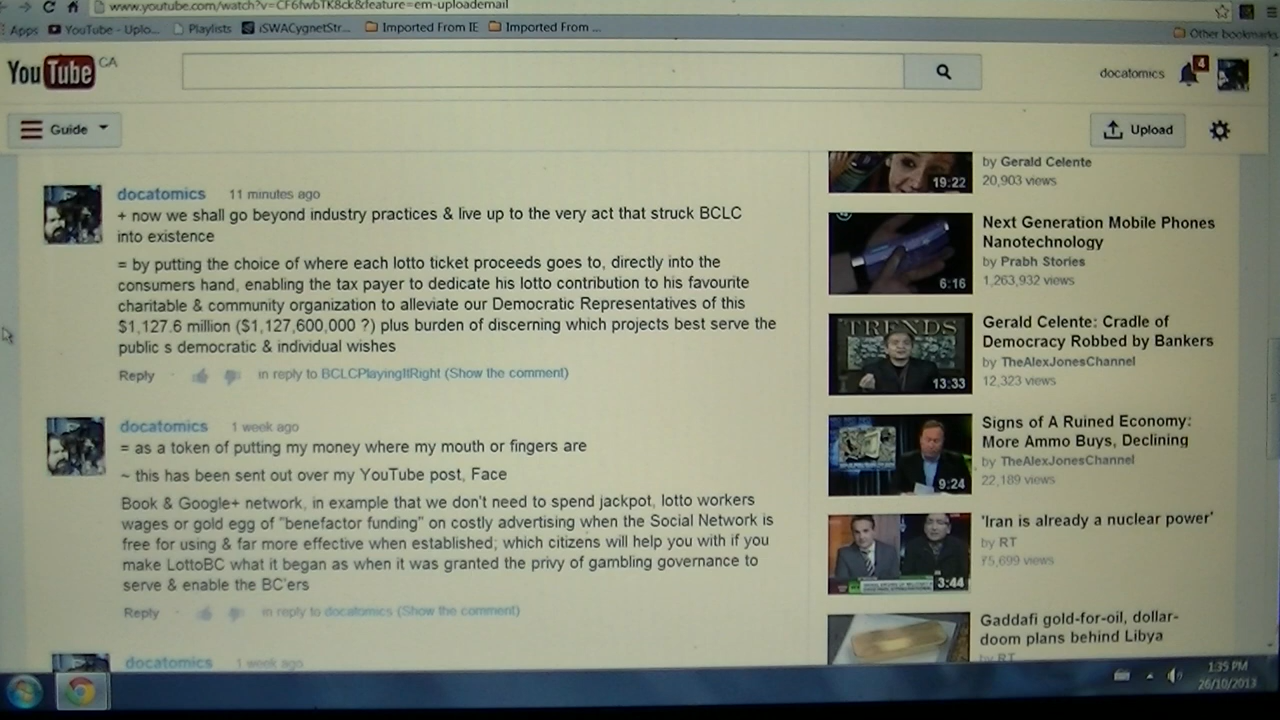 www.youtube.com/watch?v=CF6fwbTK8ck&feature=em-uploademail
Apps YouTube - Uplo... Playlists iSWACygnetStr... Imported From IE Imported From ... Other bookmarks
YouTube CA
docatomics 4
Guide
Upload
docatomics 11 minutes ago
+ now we shall go beyond industry practices & live up to the very act that struck BCLC
into existence
= by putting the choice of where each lotto ticket proceeds goes to, directly into the
consumers hand, enabling the tax payer to dedicate his lotto contribution to his favourite
charitable & community organization to alleviate our Democratic Representatives of this
$1,127.6 million ($1,127,600,000 ?) plus burden of discerning which projects best serve the
public s democratic & individual wishes
Reply in reply to BCLCPlayingItRight (Show the comment)
docatomics 1 week ago
= as a token of putting my money where my mouth or fingers are
~ this has been sent out over my YouTube post, Face
Book & Google+ network, in example that we don't need to spend jackpot, lotto workers
wages or gold egg of "benefactor funding" on costly advertising when the Social Network is
free for using & far more effective when established; which citizens will help you with if you
make LottoBC what it began as when it was granted the privy of gambling governance to
serve & enable the BC'ers
Reply in reply to docatomics (Show the comment)
docatomics 1 week ago
19:22
by Gerald Celente
20,903 views
6:16
Next Generation Mobile Phones
Nanotechnology
by Prabh Stories
1,263,932 views
TRENDS
13:33
Gerald Celente: Cradle of
Democracy Robbed by Bankers
by TheAlexJonesChannel
12,323 views
9:24
Signs of A Ruined Economy:
More Ammo Buys, Declining
by TheAlexJonesChannel
22,189 views
3:44
'Iran is already a nuclear power'
by RT
75,699 views
Gaddafi gold-for-oil, dollar-
doom plans behind Libya
by RT
1:35 PM
26/10/2013